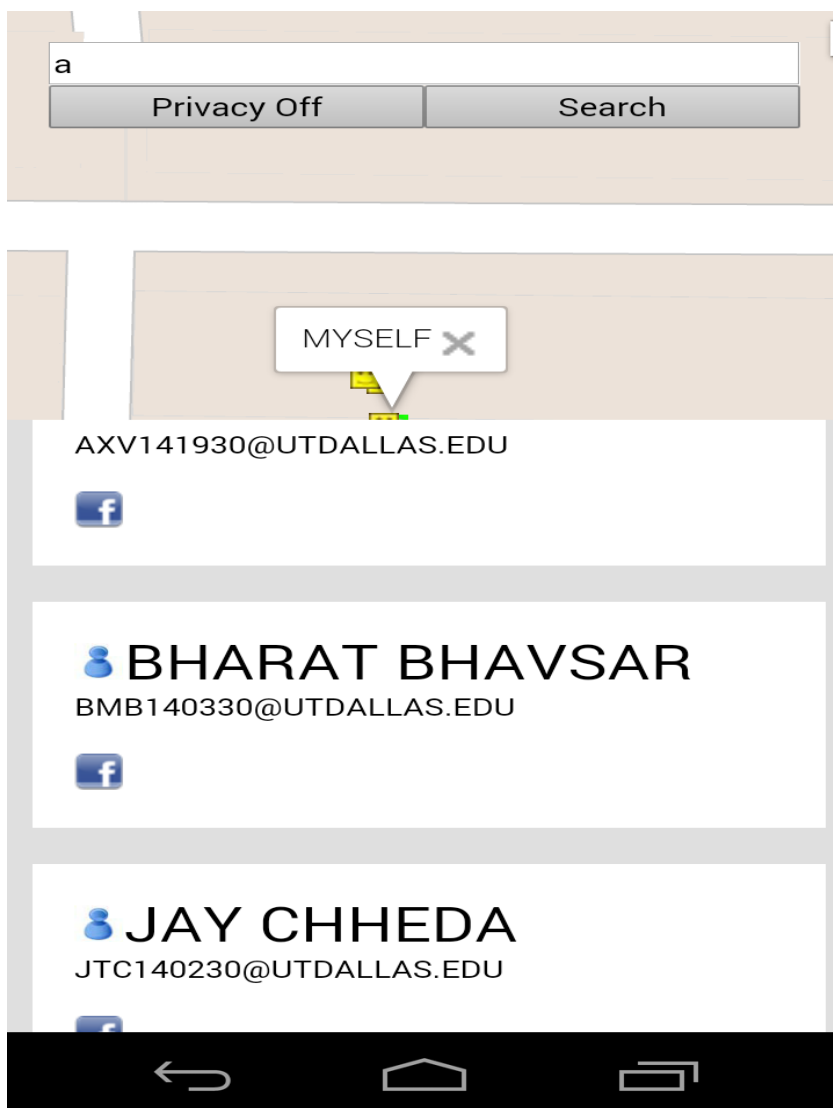 a
Privacy Off Search
MYSELF
AXV141930@UTDALLAS.EDU
f
BHARAT BHAVSAR
BMB140330@UTDALLAS.EDU
f
JAY CHHEDA
JTC140230@UTDALLAS.EDU